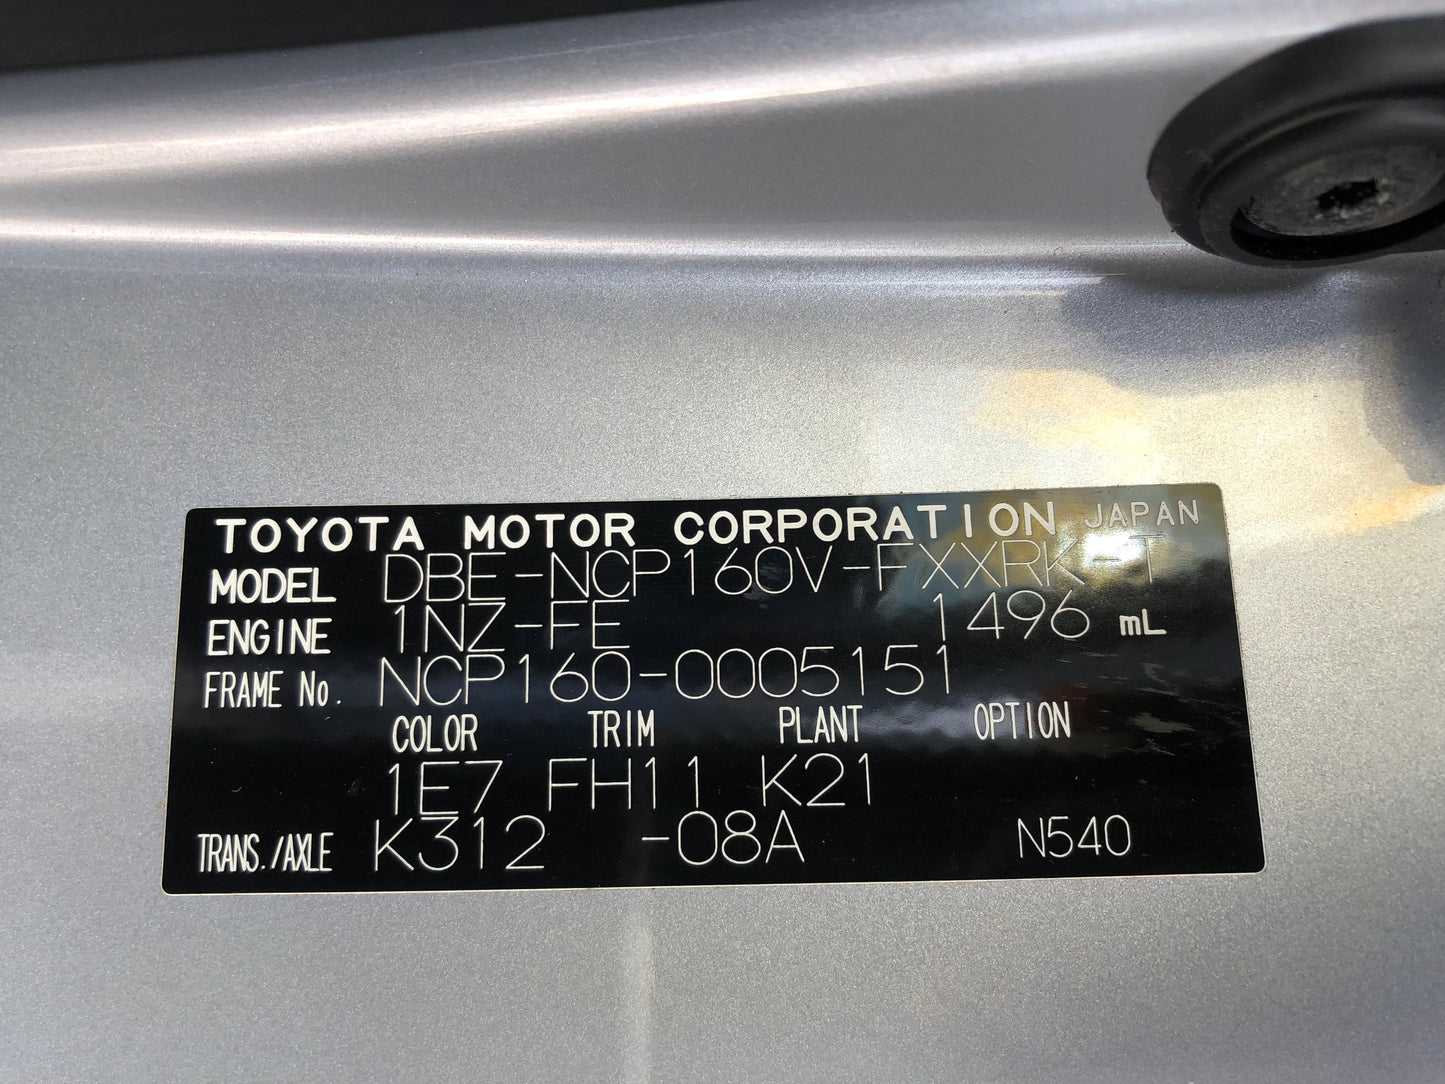 TOYOTA MOTOR CORPORATION JAPAN
MODEL DBE-NCP160V-FXXRK-T
ENGINE 1NZ-FE 1496 mL
FRAME No. NCP160-0005151
COLOR TRIM PLANT OPTION
1E7 FH11 K21
TRANS./AXLE K312 -08A N540